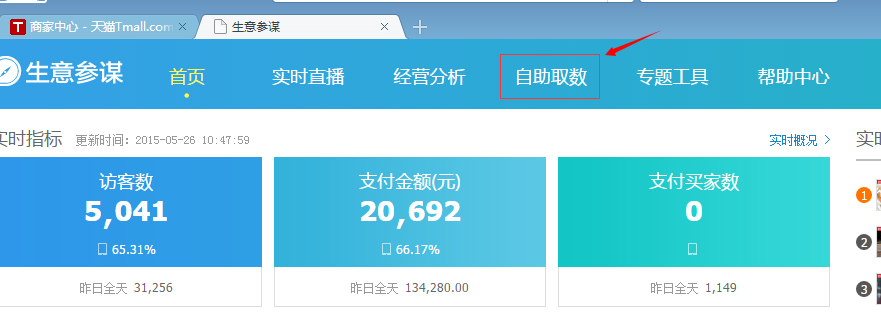 商家中心 - 天猫Tmall.com
生意参谋
生意参谋 首页 实时直播 经营分析 自助取数 专题工具 帮助中心
实时指标 更新时间：2015-05-26 10:47:59 实时概况 > 实时
访客数 支付金额(元) 支付买家数
5,041 20,692 0
65.31% 66.17%
昨日全天 31,256 昨日全天 134,280.00 昨日全天 1,149
1
2
3